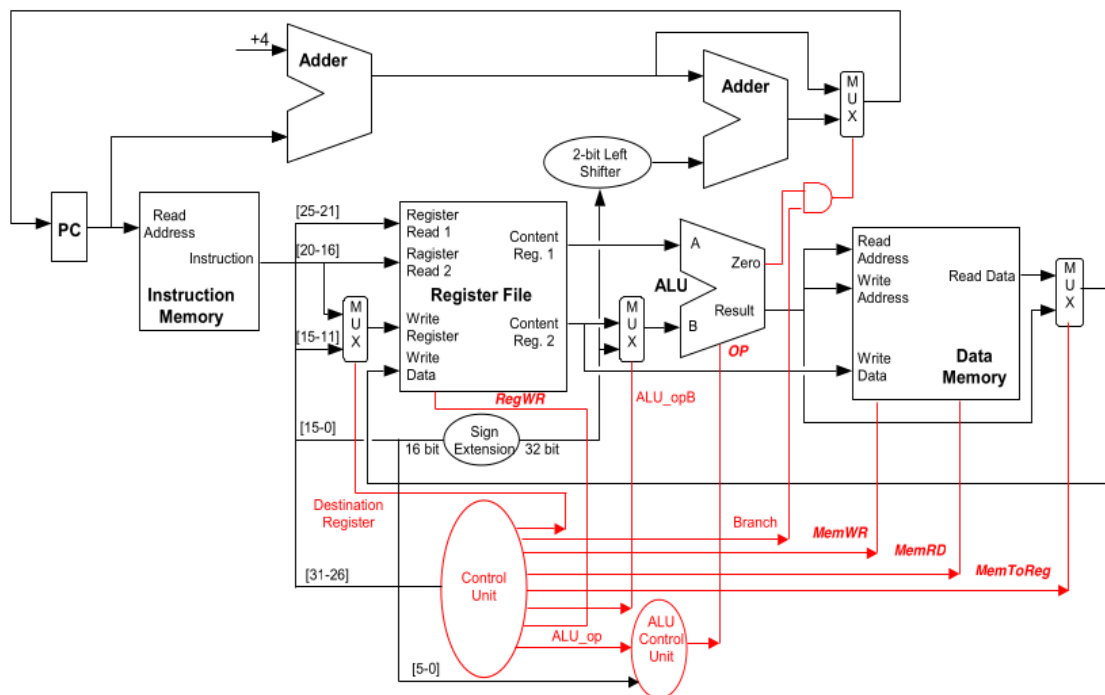 +4
Adder
Adder
M
U
X
2-bit Left
Shifter
PC
Read
Address
Instruction
Instruction
Memory
[25-21]
[20-16]
[15-11]
M
U
X
Register
Read 1
Ragister
Read 2
Content
Reg. 1
Register File
Write
Register
Content
Reg. 2
Write
Data
M
U
X
A
Zero
ALU
Result
B
OP
Read
Address
Write
Address
Read Data
Write
Data
Data
Memory
M
U
X
RegWR
ALU_opB
[15-0]
16 bit
Sign
Extension
32 bit
Destination
Register
Branch
MemWR
MemRD
MemToReg
[31-26]
Control
Unit
ALU_op
ALU
Control
Unit
[5-0]